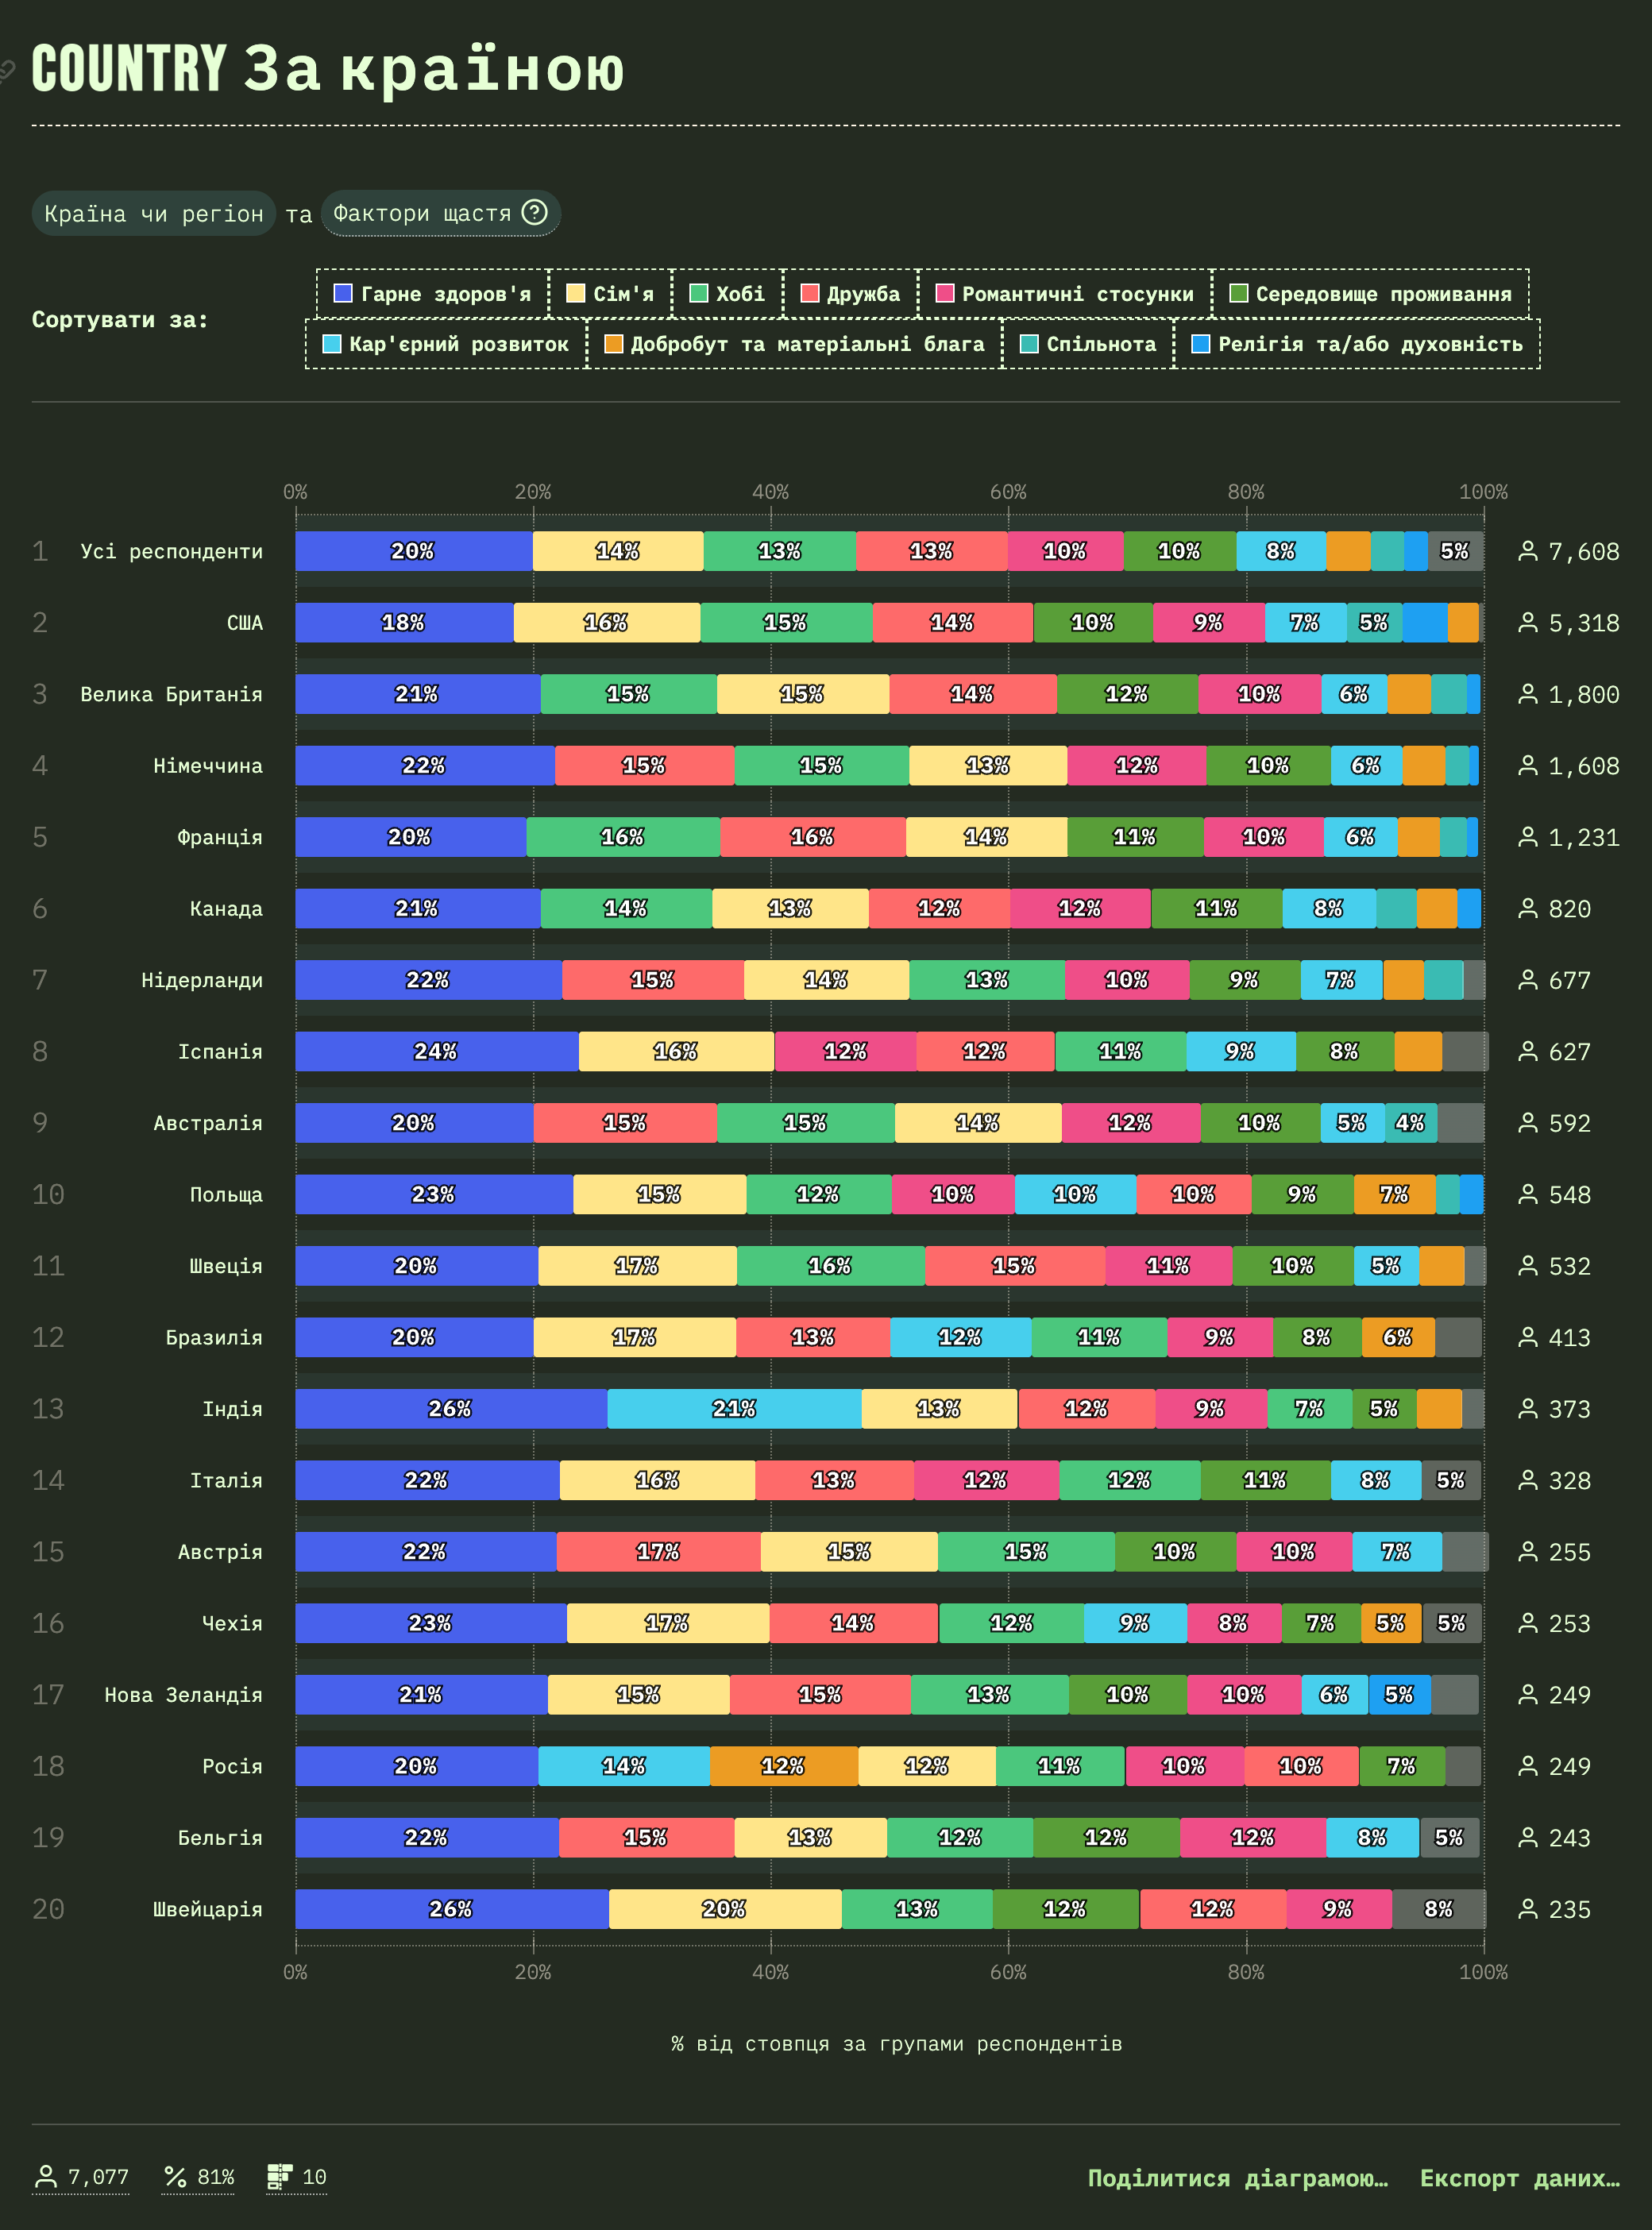 COUNTRY За країною
Країна чи регіон та Фактори щастя ?
Сортувати за:
Гарне здоров'я Сім'я Хобі Дружба Романтичні стосунки Середовище проживання
Кар'єрний розвиток Добробут та матеріальні блага Спільнота Релігія та/або духовність
0% 20% 40% 60% 80% 100%
1 Усі респонденти 20% 14% 13% 13% 10% 10% 8% 5% 7,608
2 США 18% 16% 15% 14% 10% 9% 7% 5% 5,318
3 Велика Британія 21% 15% 15% 14% 12% 10% 6% 1,800
4 Німеччина 22% 15% 15% 13% 12% 10% 6% 1,608
5 Франція 20% 16% 16% 14% 11% 10% 6% 1,231
6 Канада 21% 14% 13% 12% 12% 11% 8% 820
7 Нідерланди 22% 15% 14% 13% 10% 9% 7% 677
8 Іспанія 24% 16% 12% 12% 11% 9% 8% 627
9 Австралія 20% 15% 15% 14% 12% 10% 5% 4% 592
10 Польща 23% 15% 12% 10% 10% 10% 9% 7% 548
11 Швеція 20% 17% 16% 15% 11% 10% 5% 532
12 Бразилія 20% 17% 13% 12% 11% 9% 8% 6% 413
13 Індія 26% 21% 13% 12% 9% 7% 5% 373
14 Італія 22% 16% 13% 12% 12% 11% 8% 5% 328
15 Австрія 22% 17% 15% 15% 10% 10% 7% 255
16 Чехія 23% 17% 14% 12% 9% 8% 7% 5% 5% 253
17 Нова Зеландія 21% 15% 15% 13% 10% 10% 6% 5% 249
18 Росія 20% 14% 12% 12% 11% 10% 10% 7% 249
19 Бельгія 22% 15% 13% 12% 12% 12% 8% 5% 243
20 Швейцарія 26% 20% 13% 12% 12% 9% 8% 235
0% 20% 40% 60% 80% 100%
% від стовпця за групами респондентів
7,077 % 81% 10 Поділитися діаграмою… Експорт даних…